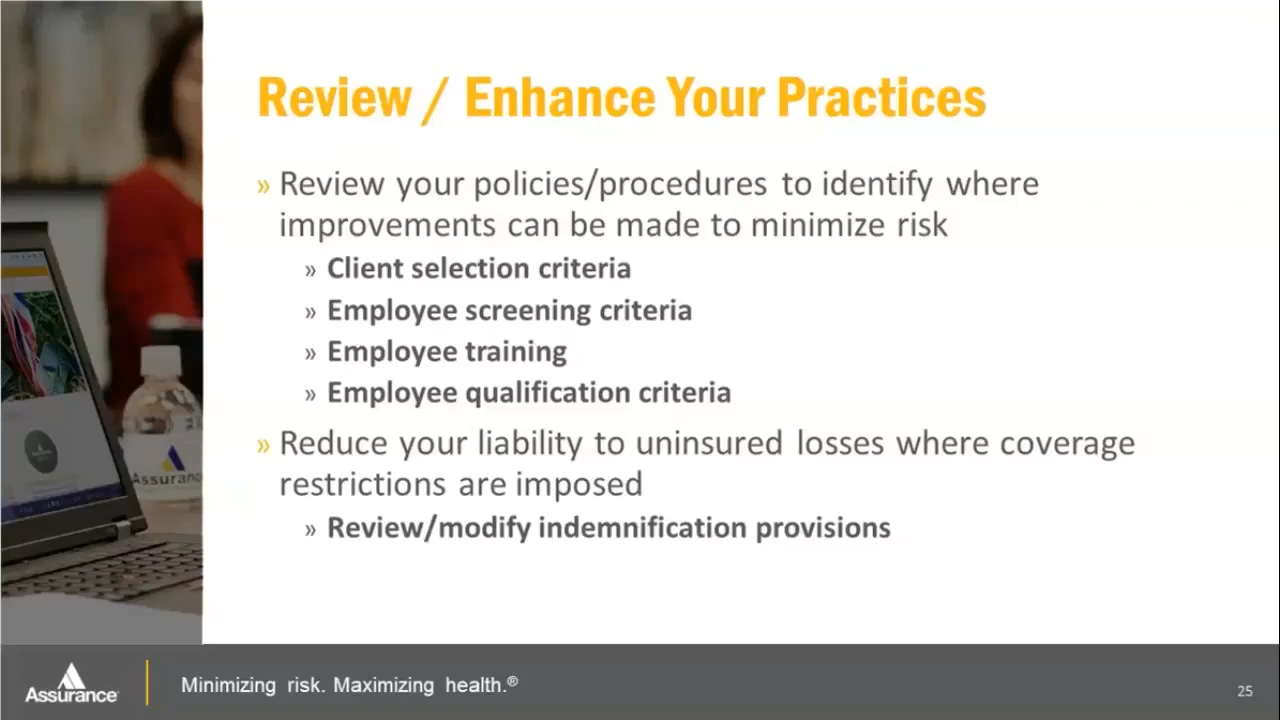 Review / Enhance Your Practices
» Review your policies/procedures to identify where
improvements can be made to minimize risk
» Client selection criteria
» Employee screening criteria
» Employee training
» Employee qualification criteria
» Reduce your liability to uninsured losses where coverage
restrictions are imposed
» Review/modify indemnification provisions
Assurance
Assurance
Minimizing risk. Maximizing health.®
25